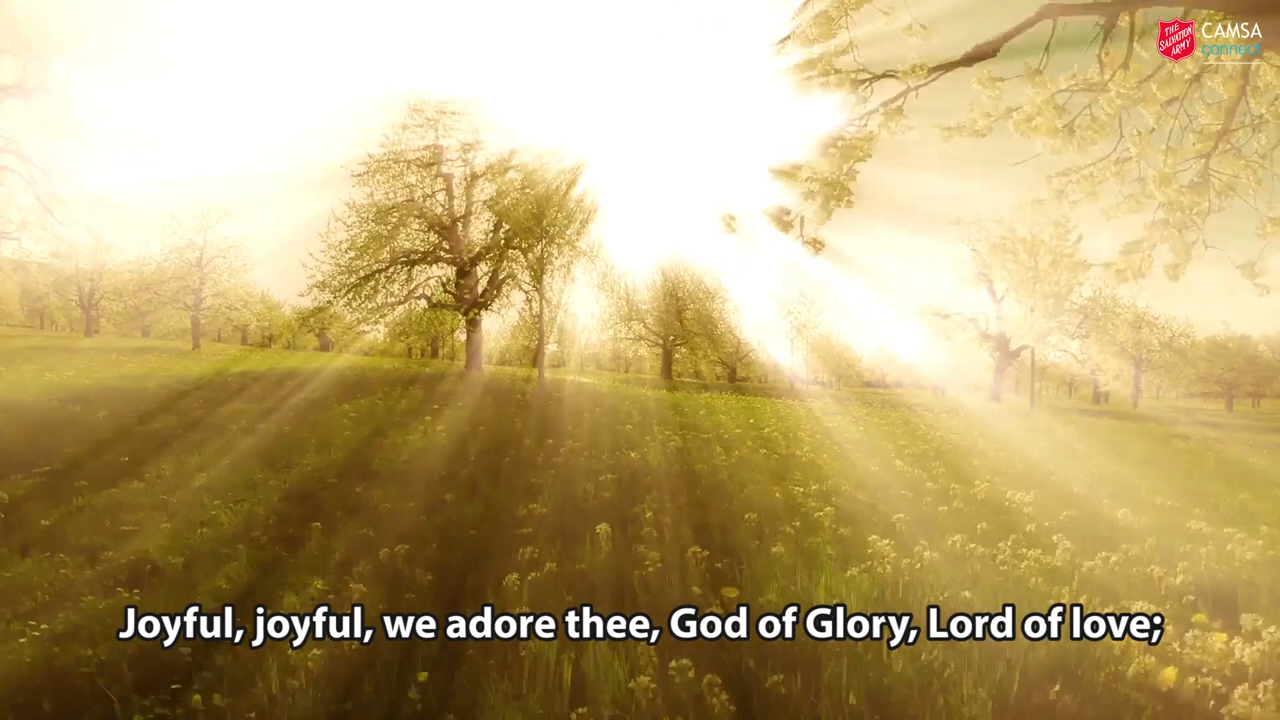 THE
SALVATION
ARMY
CAMSA
connect
Joyful, joyful, we adore thee, God of Glory, Lord of love;